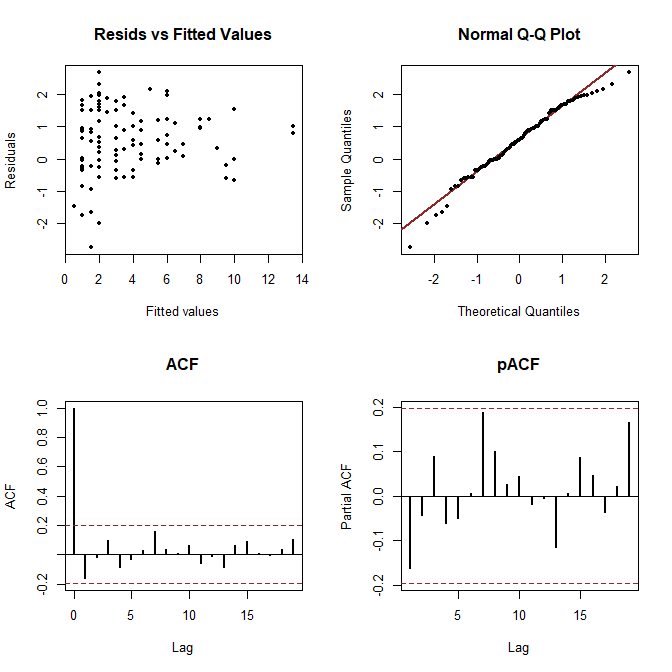 Resids vs Fitted Values
Residuals
2
1
0
-1
-2
0 2 4 6 8 10 12 14
Fitted values
Normal Q-Q Plot
Sample Quantiles
2
1
0
-1
-2
-2 -1 0 1 2
Theoretical Quantiles
ACF
ACF
1.0
0.8
0.6
0.4
0.2
-0.2
0 5 10 15
Lag
pACF
Partial ACF
0.2
0.1
0.0
-0.1
-0.2
5 10 15
Lag